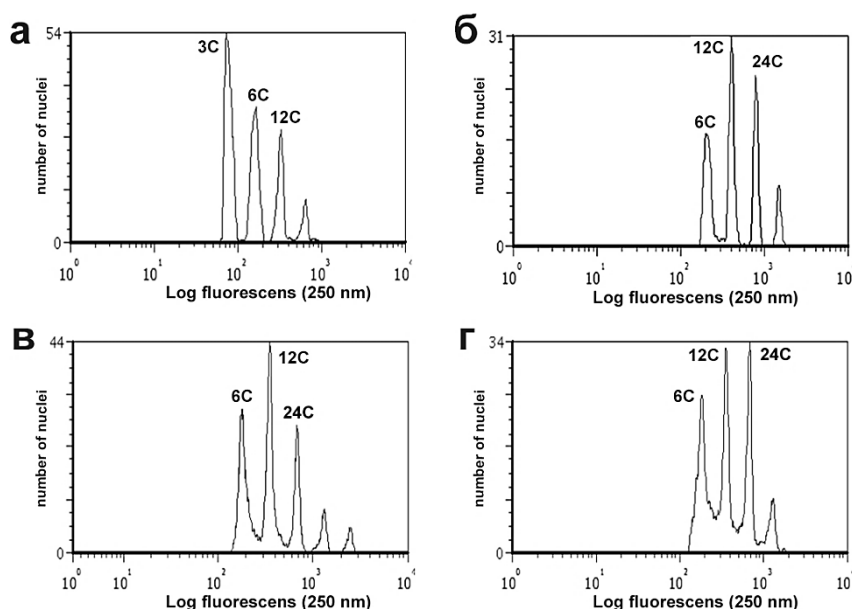 а
54
3C
6C
12C
number of nuclei
0
10^0 10^1 10^2 10^3 10^4
Log fluorescens (250 nm)
б
31
12C
24C
6C
number of nuclei
0
10^0 10^1 10^2 10^3 10^4
Log fluorescens (250 nm)
в
44
12C
6C
24C
number of nuclei
0
10^0 10^1 10^2 10^3 10^4
Log fluorescens (250 nm)
г
34
12C
24C
6C
number of nuclei
0
10^0 10^1 10^2 10^3 10^4
Log fluorescens (250 nm)